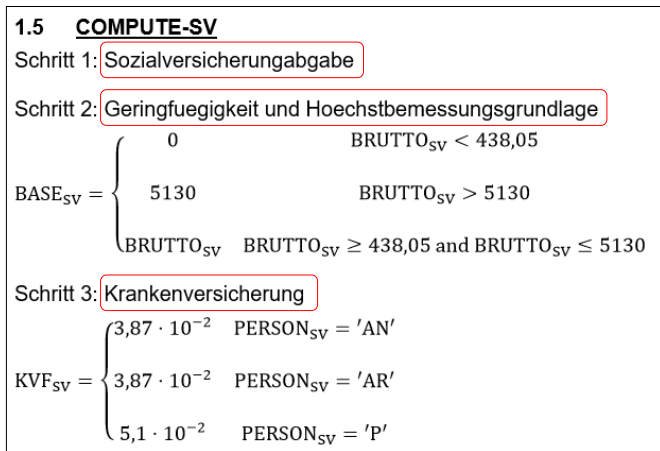 1.5 COMPUTE-SV
Schritt 1: Sozialversicherungabgabe
Schritt 2: Geringfuegigkeit und Hoechstbemessungsgrundlage
0 BRUTTO_SV < 438,05
BASE_SV = { 5130 BRUTTO_SV > 5130
BRUTTO_SV BRUTTO_SV ≥ 438,05 and BRUTTO_SV ≤ 5130
Schritt 3: Krankenversicherung
3,87 · 10⁻² PERSON_SV = 'AN'
KVF_SV = { 3,87 · 10⁻² PERSON_SV = 'AR'
5,1 · 10⁻² PERSON_SV = 'P'